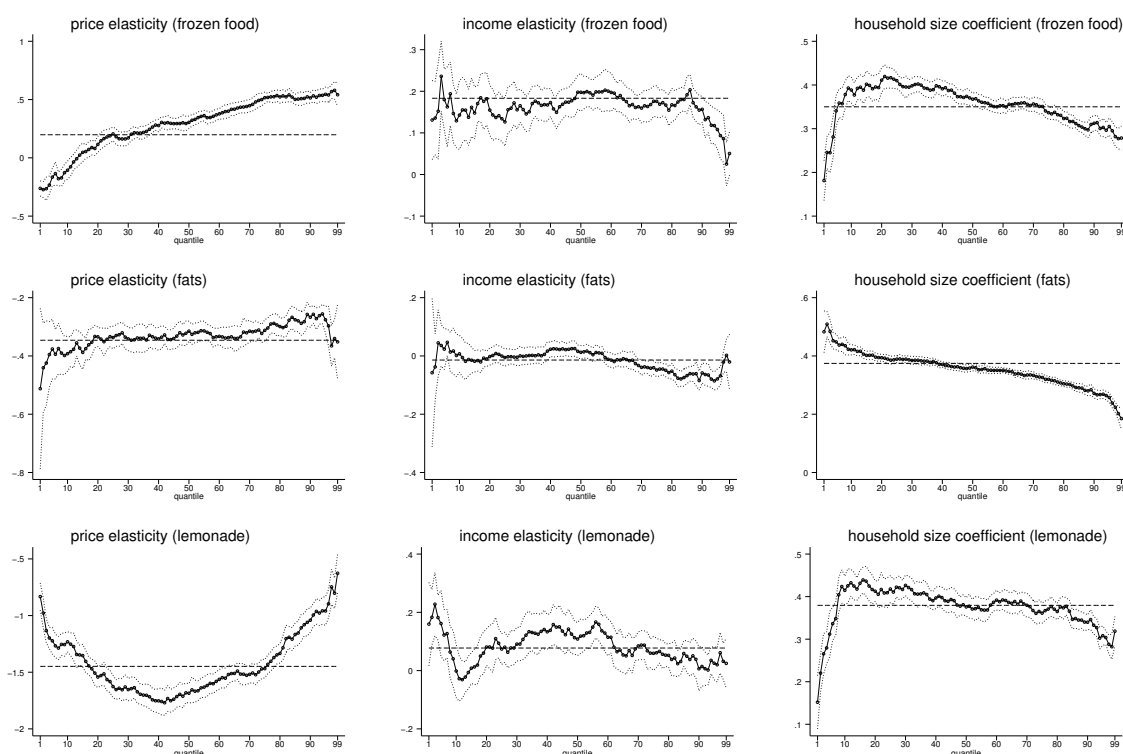 price elasticity (frozen food)
1
.5
0
−.5
1 10 20 30 40 50 60 70 80 90 99
quantile
income elasticity (frozen food)
.3
.2
.1
0
−.1
1 10 20 30 40 50 60 70 80 90 99
quantile
household size coefficient (frozen food)
.5
.4
.3
.2
.1
1 10 20 30 40 50 60 70 80 90 99
quantile
price elasticity (fats)
−.2
−.4
−.6
−.8
1 10 20 30 40 50 60 70 80 90 99
quantile
income elasticity (fats)
.2
0
−.2
−.4
1 10 20 30 40 50 60 70 80 90 99
quantile
household size coefficient (fats)
.6
.4
.2
0
1 10 20 30 40 50 60 70 80 90 99
quantile
price elasticity (lemonade)
−.5
−1
−1.5
−2
1 10 20 30 40 50 60 70 80 90 99
quantile
income elasticity (lemonade)
.4
.2
0
−.2
1 10 20 30 40 50 60 70 80 90 99
quantile
household size coefficient (lemonade)
.5
.4
.3
.2
.1
1 10 20 30 40 50 60 70 80 90 99
quantile